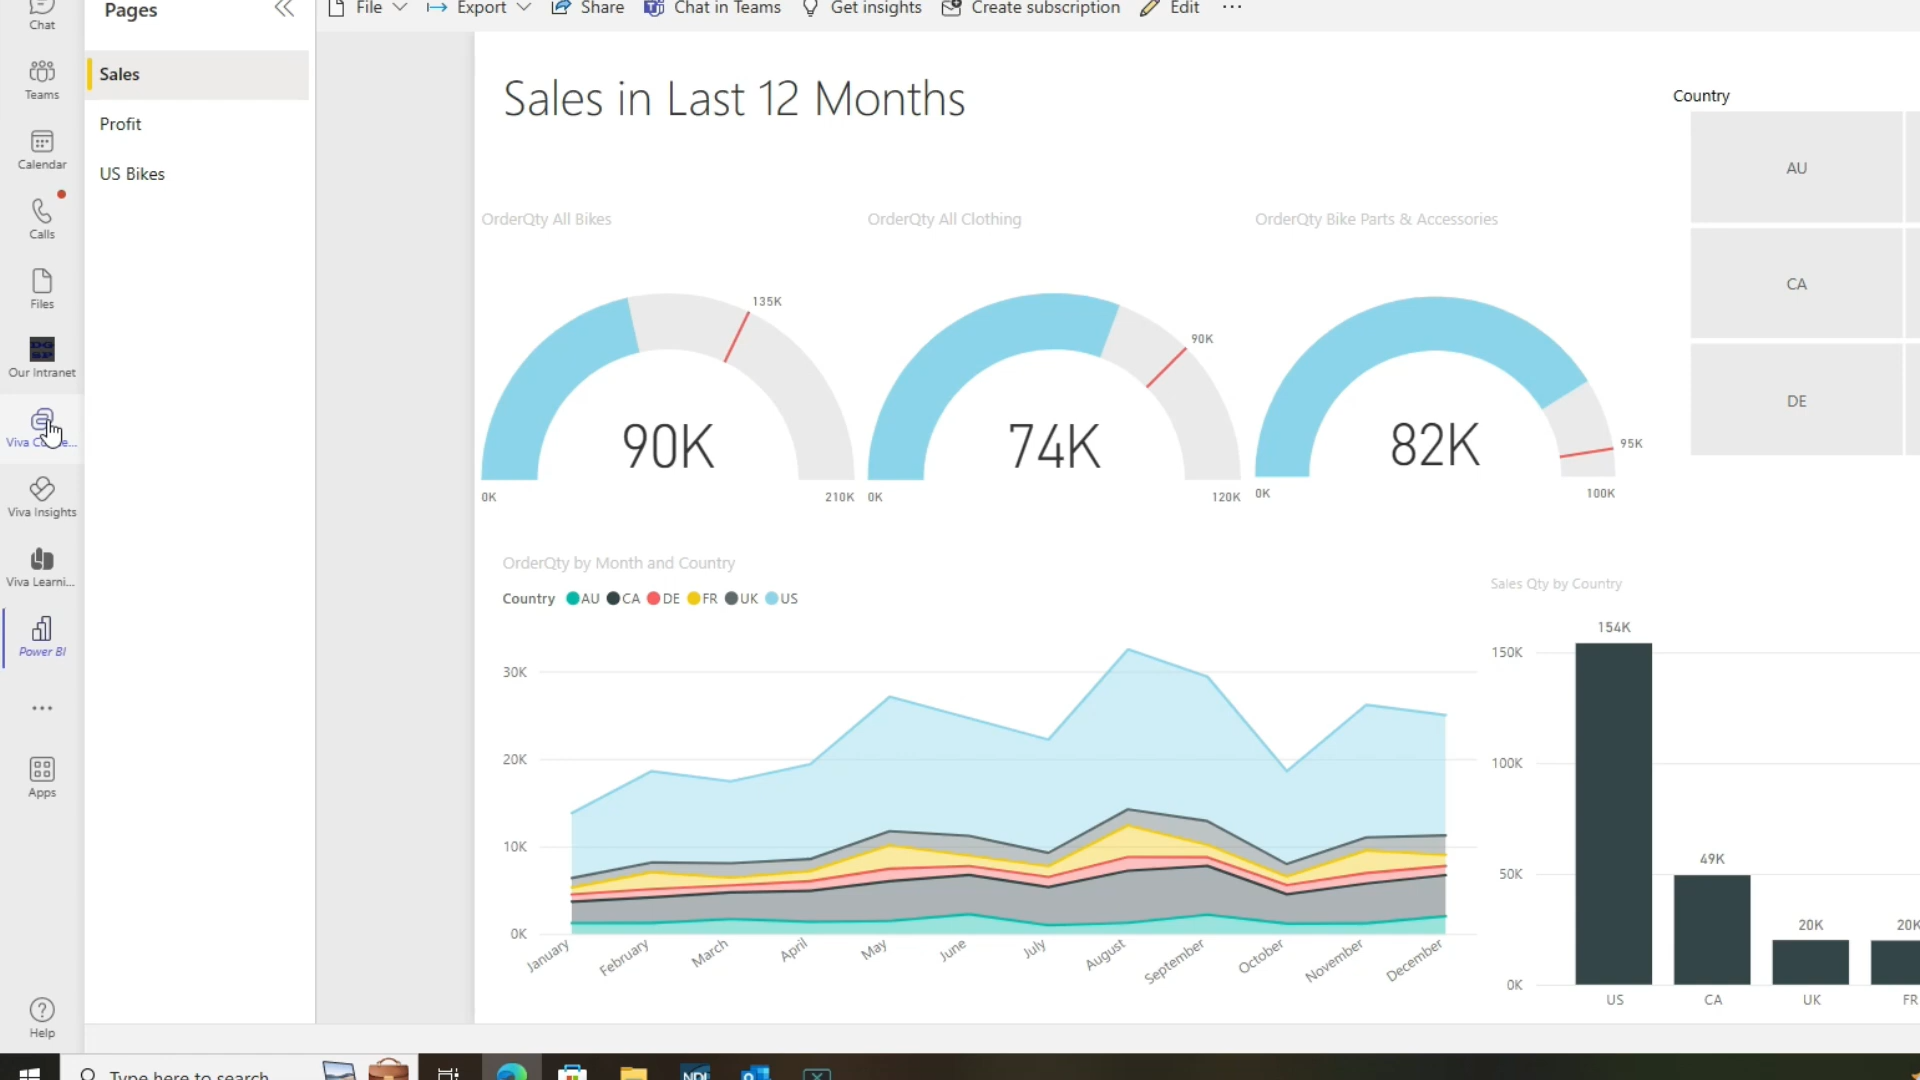 Chat
Teams
Calendar
Calls
Files
Our Intranet
Viva
Viva Insights
Viva Learni...
Power BI
...
Apps
Help
Pages
Sales
Profit
US Bikes
File
Export
Share
Chat in Teams
Get insights
Create subscription
Edit
...
Sales in Last 12 Months
Country
AU
CA
DE
OrderQty All Bikes
135K
90K
0K
210K
OrderQty All Clothing
90K
74K
0K
120K
OrderQty Bike Parts & Accessories
95K
82K
0K
100K
OrderQty by Month and Country
Country AU CA DE FR UK US
30K
20K
10K
0K
January
February
March
April
May
June
July
August
September
October
November
December
Sales Qty by Country
150K
100K
50K
0K
154K
49K
20K
20K
US
CA
UK
FR
Type here to search
NDI